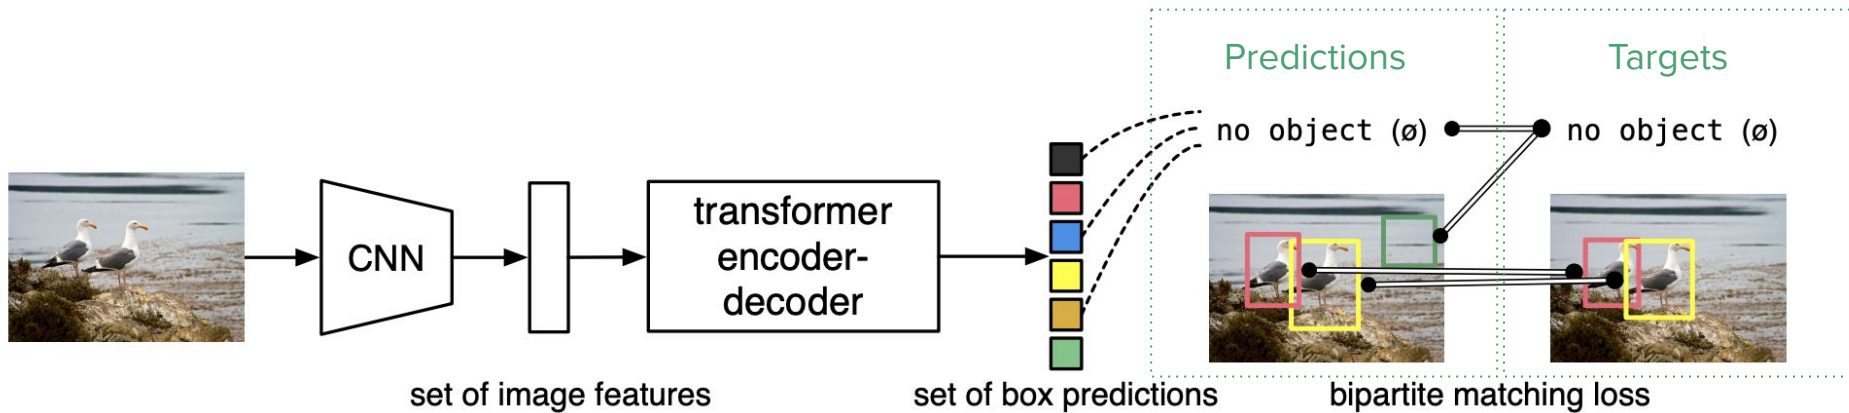 Predictions
Targets
no object (ø)
no object (ø)
CNN
transformer
encoder-
decoder
set of image features
set of box predictions
bipartite matching loss